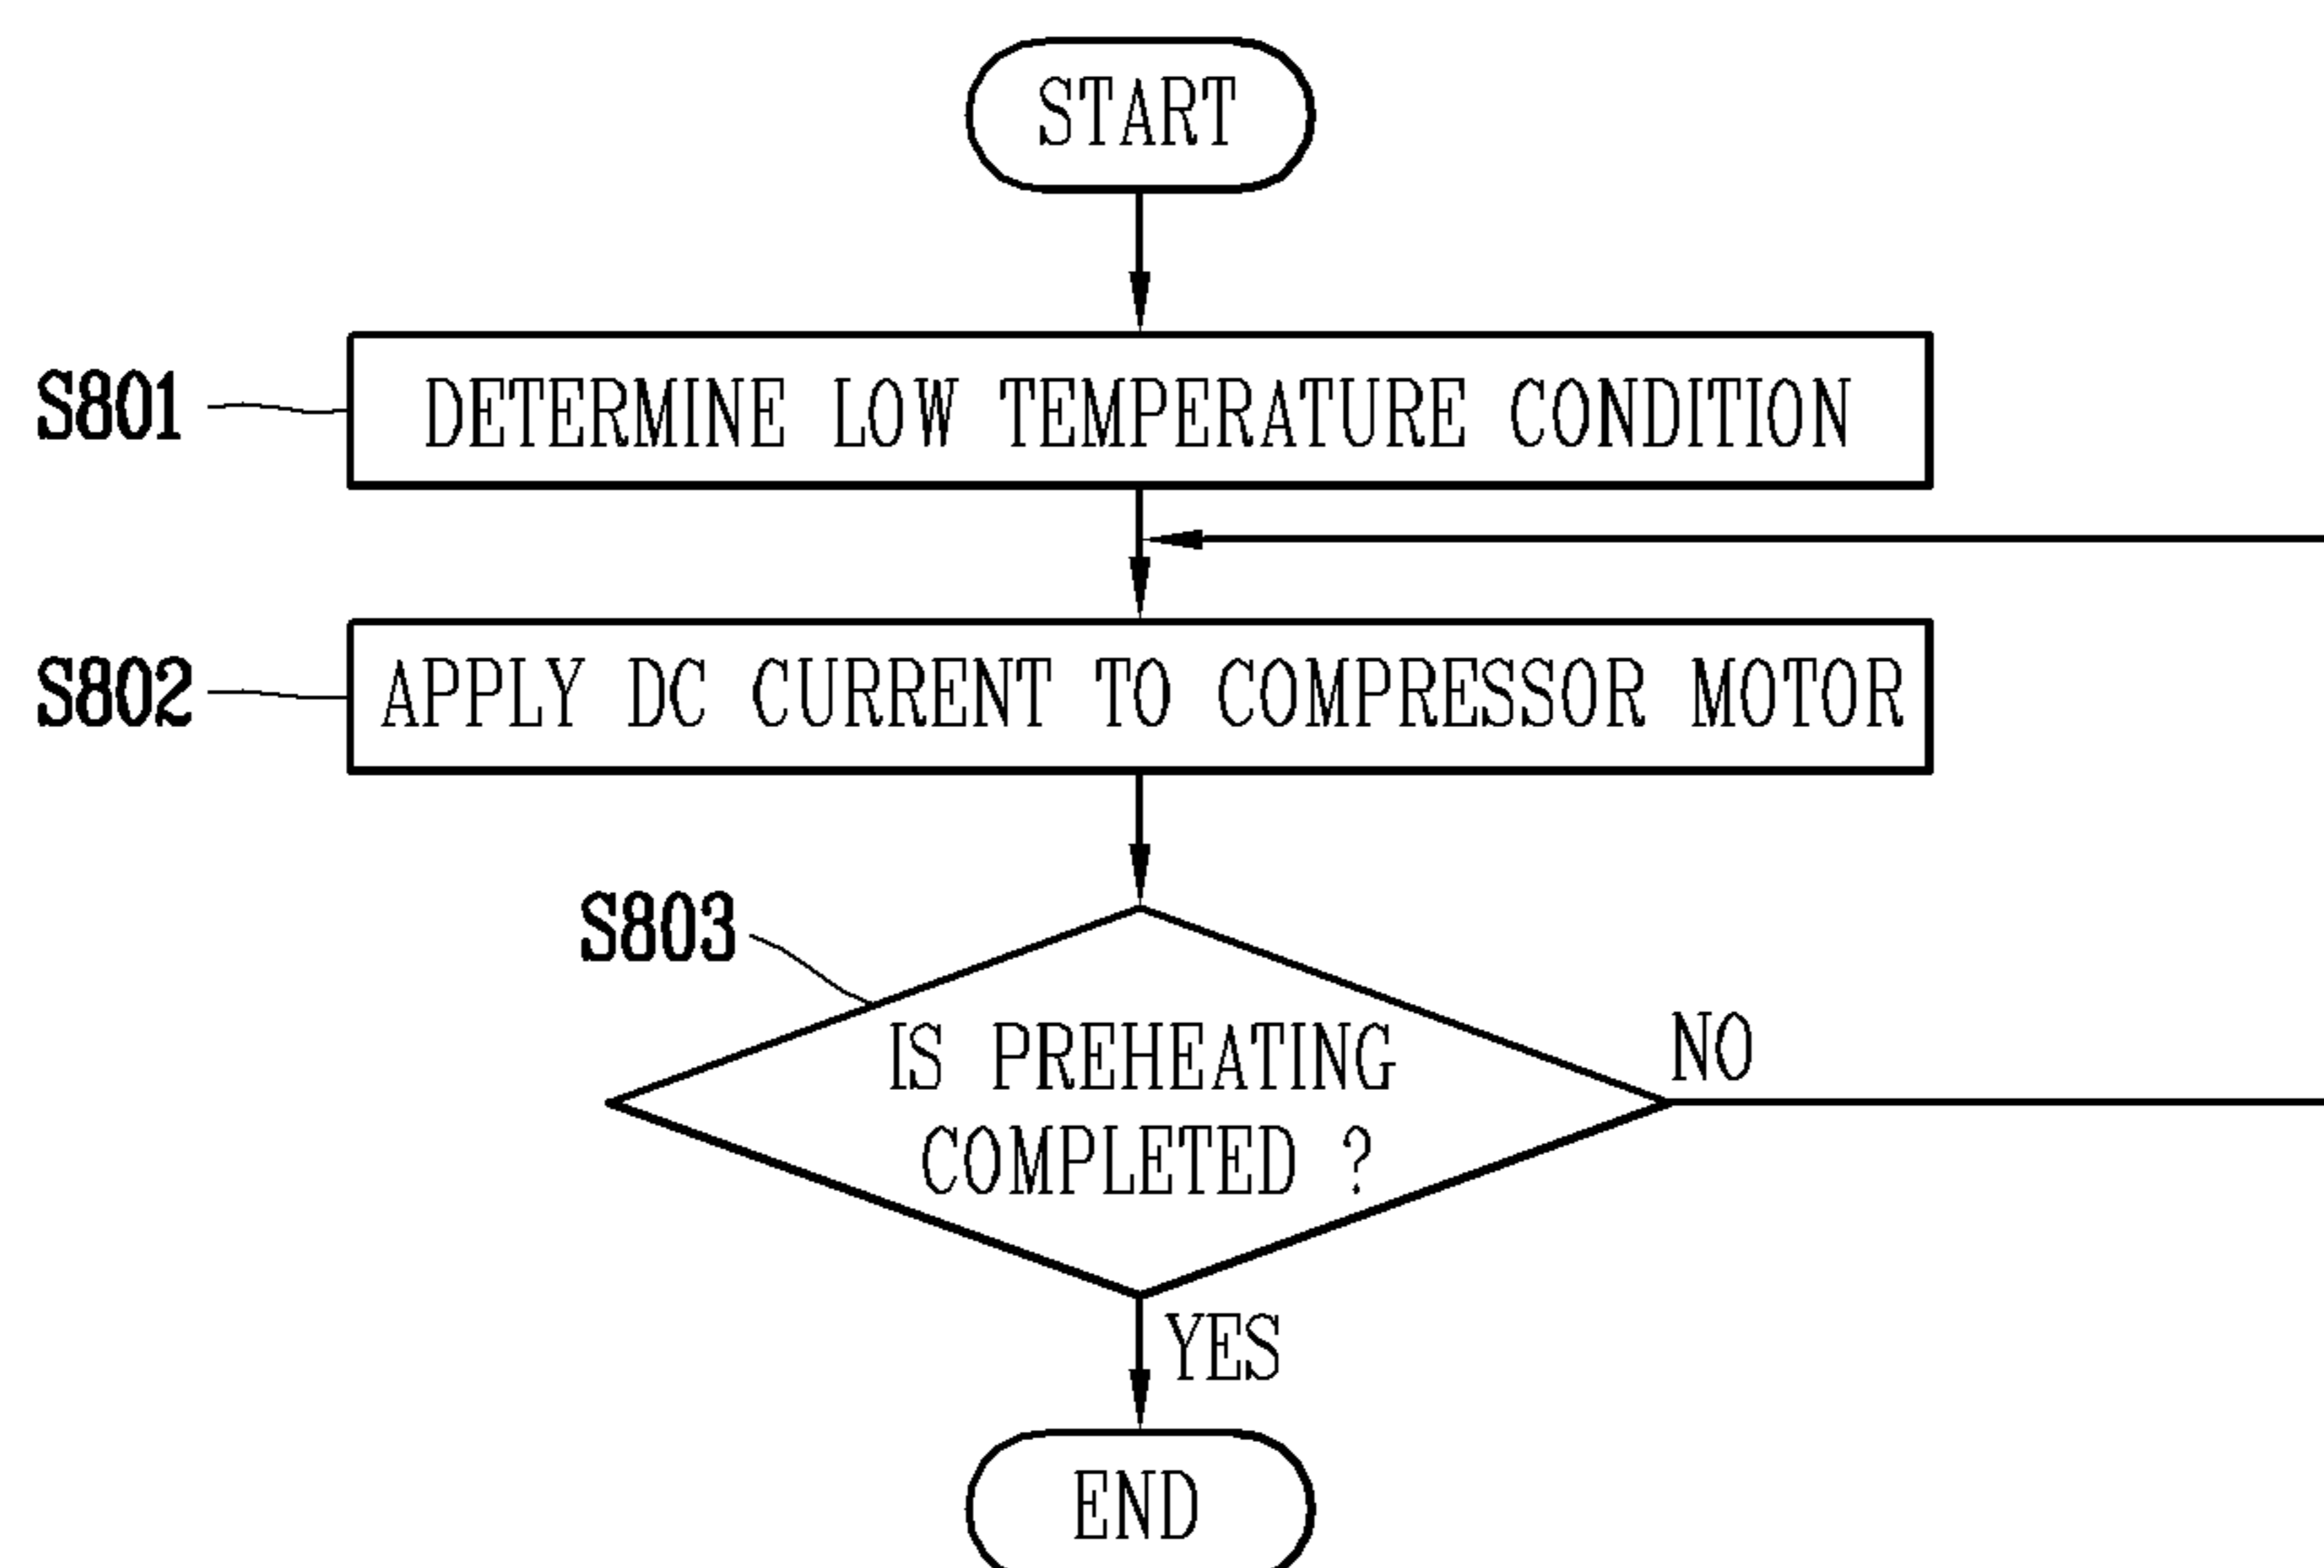 START
S801
DETERMINE LOW TEMPERATURE CONDITION
S802
APPLY DC CURRENT TO COMPRESSOR MOTOR
S803
IS PREHEATING
COMPLETED ?
NO
YES
END